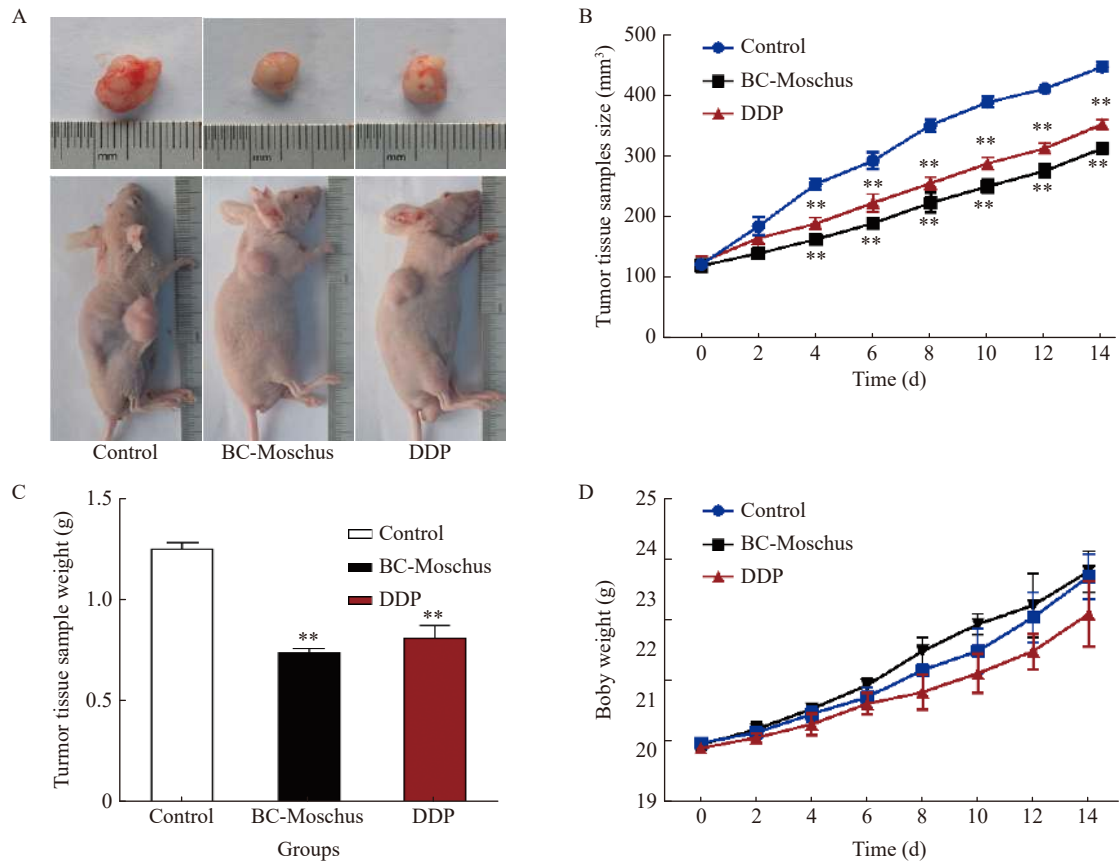 A
mm
mm
mm
Control
BC-Moschus
DDP
B
Tumor tissue samples size (mm³)
500
400
300
200
100
0
Control
BC-Moschus
DDP
**
**
**
**
**
**
**
**
**
**
**
**
0 2 4 6 8 10 12 14
Time (d)
C
Turmor tissue sample weight (g)
1.5
1.0
0.5
0
Control
BC-Moschus
DDP
**
**
Control
BC-Moschus
DDP
Groups
D
Boby weight (g)
25
24
23
22
21
20
19
Control
BC-Moschus
DDP
0 2 4 6 8 10 12 14
Time (d)